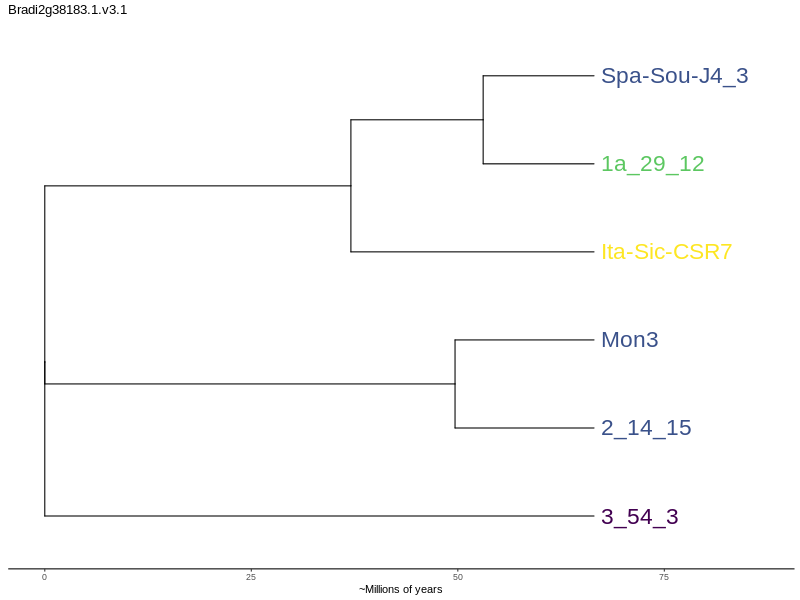 Bradi2g38183.1.v3.1
Spa-Sou-J4_3
1a_29_12
Ita-Sic-CSR7
Mon3
2_14_15
3_54_3
0 25 50 75
~Millions of years